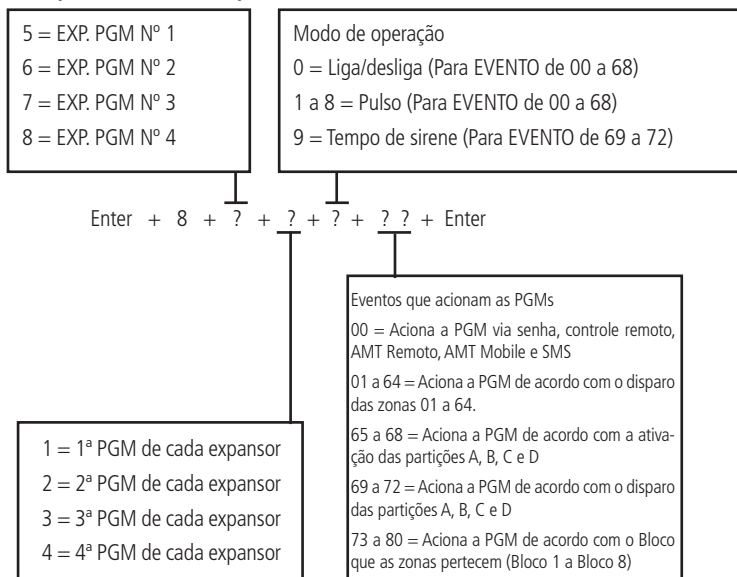 5 = EXP. PGM Nº 1
6 = EXP. PGM Nº 2
7 = EXP. PGM Nº 3
8 = EXP. PGM Nº 4
Modo de operação
0 = Liga/desliga (Para EVENTO de 00 a 68)
1 a 8 = Pulso (Para EVENTO de 00 a 68)
9 = Tempo de sirene (Para EVENTO de 69 a 72)
Enter + 8 + ? + ? + ? + ? ? + Enter
1 = 1ª PGM de cada expansor
2 = 2ª PGM de cada expansor
3 = 3ª PGM de cada expansor
4 = 4ª PGM de cada expansor
Eventos que acionam as PGMs
00 = Aciona a PGM via senha, controle remoto,
AMT Remoto, AMT Mobile e SMS
01 a 64 = Aciona a PGM de acordo com o disparo
das zonas 01 a 64.
65 a 68 = Aciona a PGM de acordo com a ativa-
ção das partições A, B, C e D
69 a 72 = Aciona a PGM de acordo com o disparo
das partições A, B, C e D
73 a 80 = Aciona a PGM de acordo com o Bloco
que as zonas pertecem (Bloco 1 a Bloco 8)